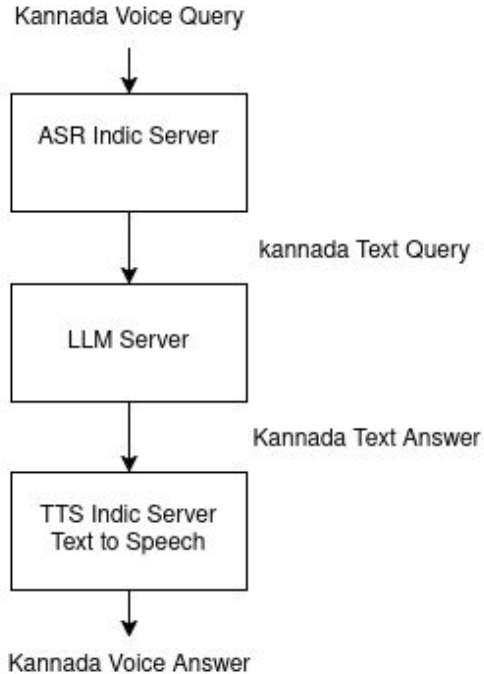 Kannada Voice Query
ASR Indic Server
kannada Text Query
LLM Server
Kannada Text Answer
TTS Indic Server
Text to Speech
Kannada Voice Answer